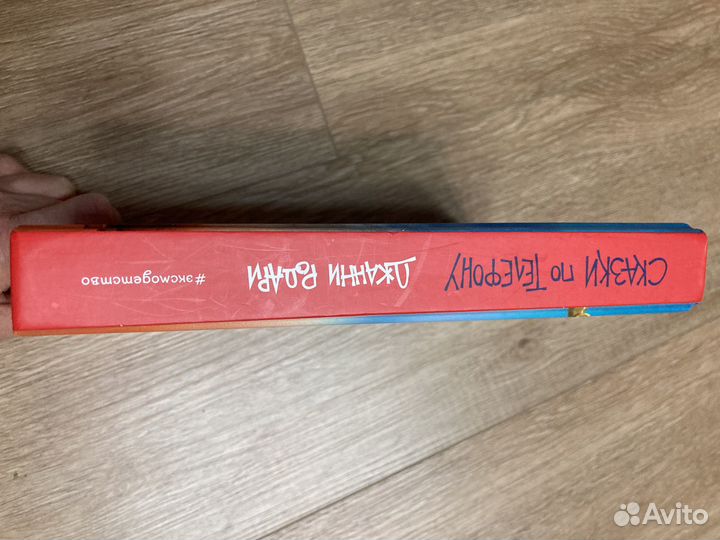 СКАЗКИ ПО ТЕЛЕФОНУ
ДЖАННИ РОДАРИ
#эксмодетство
Avito